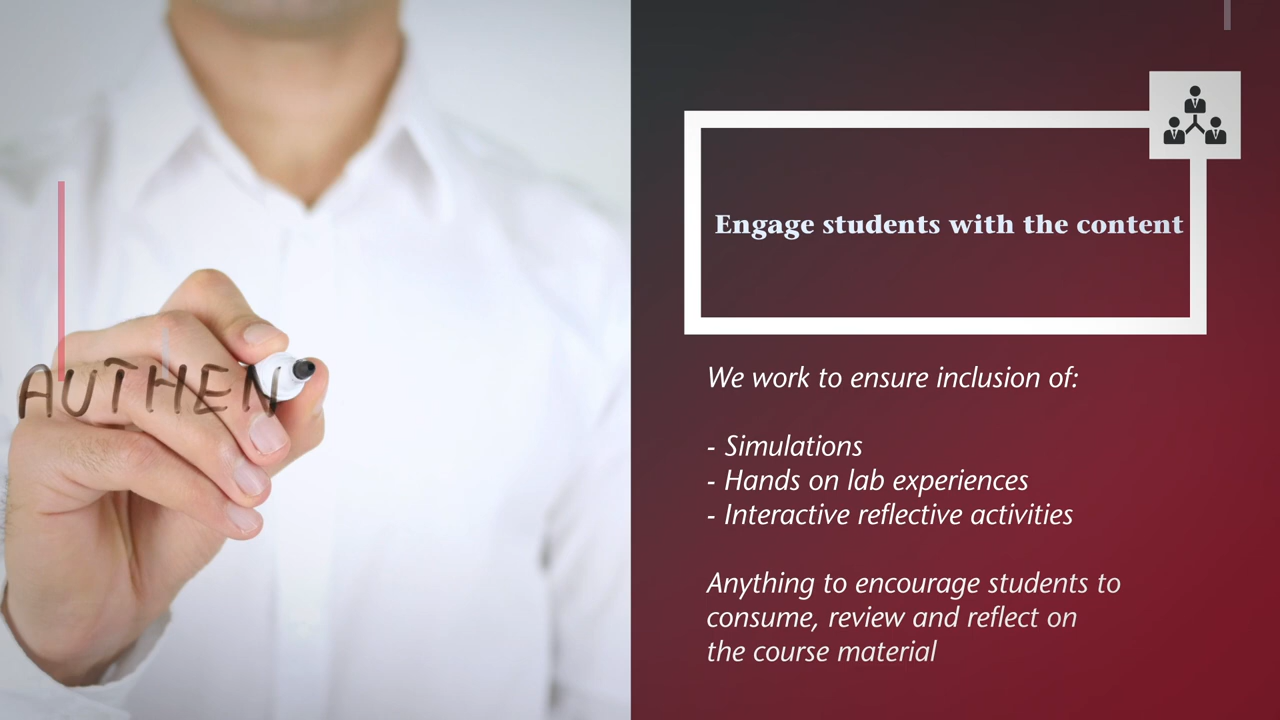 AUTHEN
Engage students with the content
We work to ensure inclusion of:
- Simulations
- Hands on lab experiences
- Interactive reflective activities
Anything to encourage students to
consume, review and reflect on
the course material